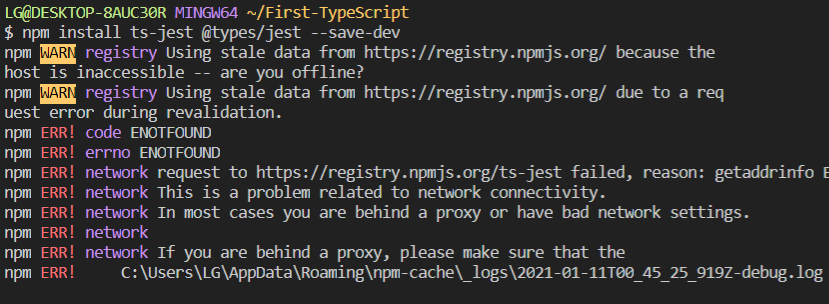 LG@DESKTOP-8AUC30R MINGW64 ~/First-TypeScript
$ npm install ts-jest @types/jest --save-dev
npm WARN registry Using stale data from https://registry.npmjs.org/ because the
host is inaccessible -- are you offline?
npm WARN registry Using stale data from https://registry.npmjs.org/ due to a req
uest error during revalidation.
npm ERR! code ENOTFOUND
npm ERR! errno ENOTFOUND
npm ERR! network request to https://registry.npmjs.org/ts-jest failed, reason: getaddrinfo E
npm ERR! network This is a problem related to network connectivity.
npm ERR! network In most cases you are behind a proxy or have bad network settings.
npm ERR! network
npm ERR! network If you are behind a proxy, please make sure that the
npm ERR!     C:\Users\LG\AppData\Roaming\npm-cache\_logs\2021-01-11T00_45_25_919Z-debug.log